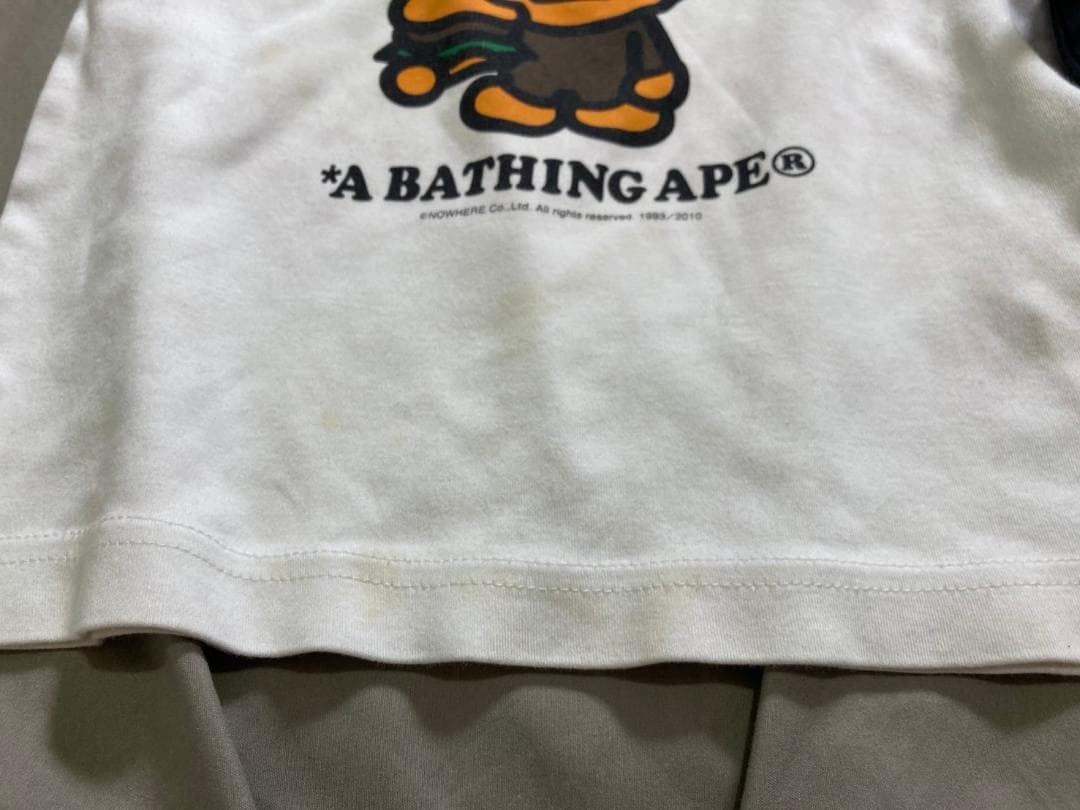 *A BATHING APE®
©NOWHERE Co.,Ltd. All rights reserved. 1993/2010